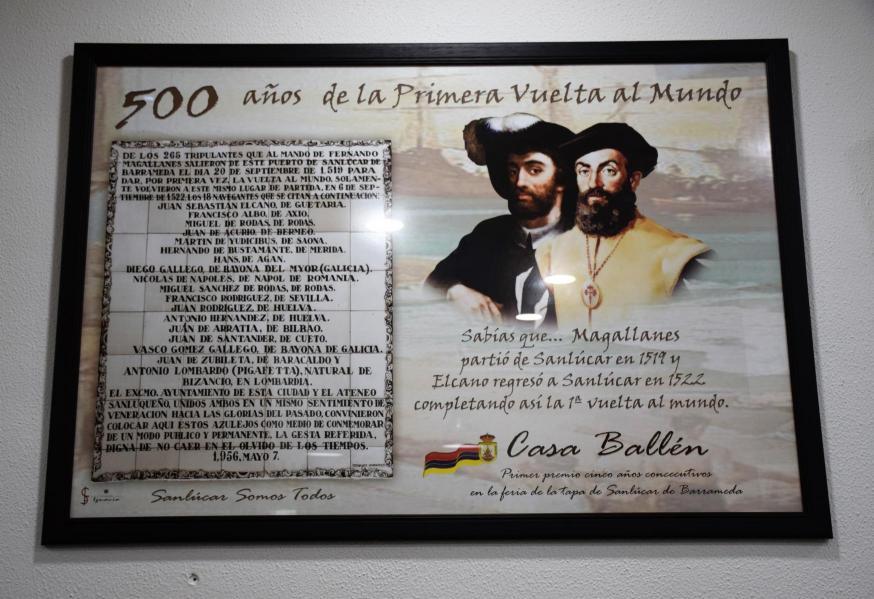 500 años de la Primera Vuelta al Mundo
DE LOS 265 TRIPULANTES QUE AL MANDÓ DE FERNANDO
MAGALLANES SALIERON DE ESTE PUERTO DE SANLÚCAR DE
BARRAMEDA EL DIA 20 DE SEPTIEMBRE DE 1.519 PARA
DAR, POR PRIMERA VEZ, LA VUELTA AL MUNDO, SOLAMEN-
TE VOLVIERON A ESTE MISMO LUGAR DE PARTIDA, EN 6 DE SEP-
TIEMBRE DE 1.522, LOS 18 NAVEGANTES QUE SE CITAN A CONTINUACION:
JUAN SEBASTIAN ELCANO, DE GUETARIA.
FRANCISCO ALBO, DE AXIO.
MIGUEL DE RODAS, DE RODAS.
JUAN DE ACURIO, DE BERMEO.
MARTIN DE YUDICIBUS, DE SAONA.
HERNANDO DE BUSTAMANTE, DE MERIDA.
HANS, DE AGAN.
DIEGO GALLEGO, DE BAYONA DEL MYOR (GALICIA).
NICOLAS DE NAPOLES, DE NAPOL DE ROMANIA.
MIGUEL SANCHEZ DE RODAS, DE RODAS.
FRANCISCO RODRIGUEZ, DE SEVILLA.
JUAN RODRÍGUEZ, DE HUELVA.
ANTONIO HERNANDEZ, DE HUELVA.
JUÁN DE ARRATIA, DE BILBAO.
JUAN DE SANTANDER, DE CUETO.
VASCO GOMEZ GALLEGO, DE BAYONA DE GALICIA.
JUAN DE ZUBILETA, DE BARACALDO Y
ANTONIO LOMBARDO (PIGAFETTA), NATURAL DE
BIZANCIO, EN LOMBARDIA.
EL EXCMO. AYUNTAMIENTO DE ESTA CIUDAD Y EL ATENEO
SANLUQUEÑO, UNIDOS AMBOS EN UN MISMO SENTIMIENTO DE
VENERACION HACIA LAS GLORIAS DEL PASADO, CONVINIERON
COLOCAR AQUI ESTOS AZULEJOS COMO MEDIO DE CONMEMORAR
DE UN MODO PUBLICO Y PERMANENTE, LA GESTA REFERIDA,
DIGNA DE NO CAER EN EL OLVIDO DE LOS TIEMPOS.
1.956, MAYO 7.
Sanlúcar Somos Todos
Sabías que... Magallanes
partió de Sanlúcar en 1519 y
Elcano regresó a Sanlúcar en 1522
completando así la 1ª vuelta al mundo.
Casa Ballén
Primer premio cinco años concecutivos
en la feria de la tapa de Sanlúcar de Barrameda